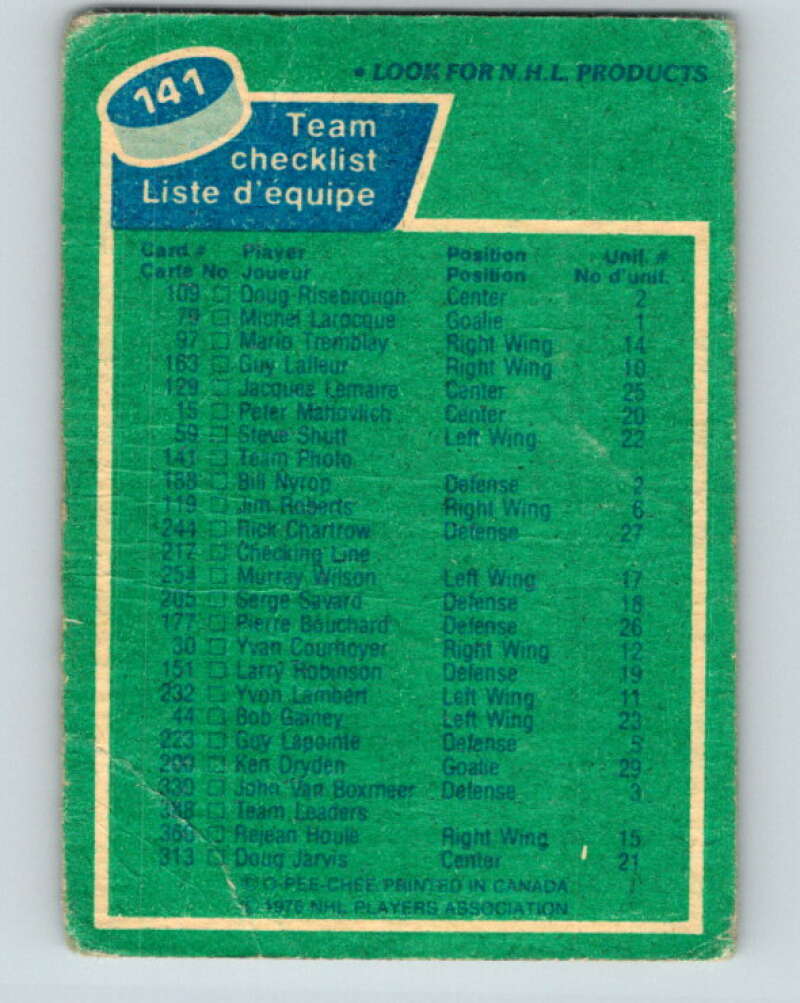 141
• LOOK FOR N.H.L. PRODUCTS
Team
checklist
Liste d'équipe
Card # Player Position Unif. #
Carte No Joueur Position No d'unif.
109 Doug Risebrough Center 2
79 Michel Larocque Goalie 1
97 Mario Tremblay Right Wing 14
163 Guy Lafleur Right Wing 10
129 Jacques Lemaire Center 25
15 Peter Mahovlich Center 20
59 Steve Shutt Left Wing 22
141 Team Photo
188 Bill Nyrop Defense 2
119 Jim Roberts Right Wing 6
244 Rick Chartrow Defense 27
217 Checking Line
254 Murray Wilson Left Wing 17
205 Serge Savard Defense 18
177 Pierre Bouchard Defense 26
30 Yvan Cournoyer Right Wing 12
151 Larry Robinson Defense 19
232 Yvon Lambert Left Wing 11
44 Bob Gainey Left Wing 23
223 Guy Lapointe Defense 5
200 Ken Dryden Goalie 29
330 John Van Boxmeer Defense 3
388 Team Leaders
360 Rejean Houle Right Wing 15
313 Doug Jarvis Center 21
© O-PEE-CHEE PRINTED IN CANADA
© 1976 NHL PLAYERS ASSOCIATION